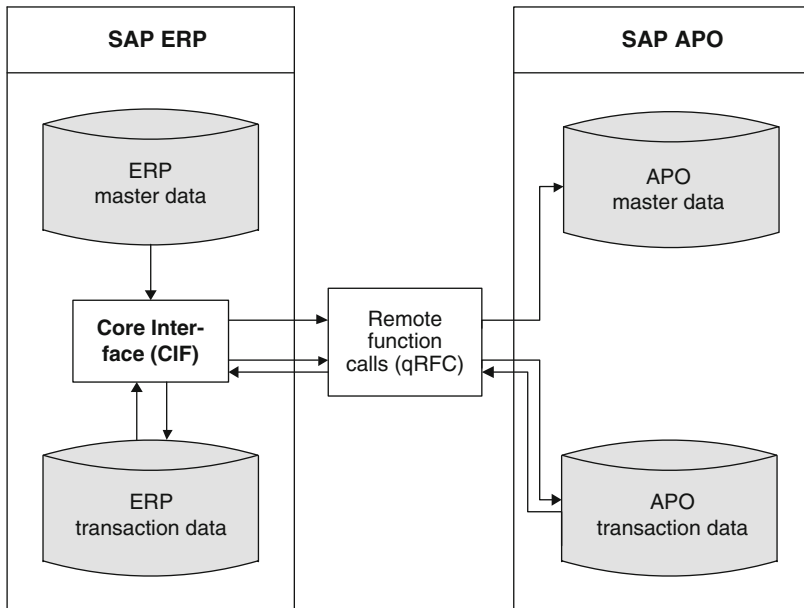 SAP ERP
SAP APO
ERP
master data
APO
master data
Core Inter-
face (CIF)
Remote
function
calls (qRFC)
ERP
transaction data
APO
transaction data